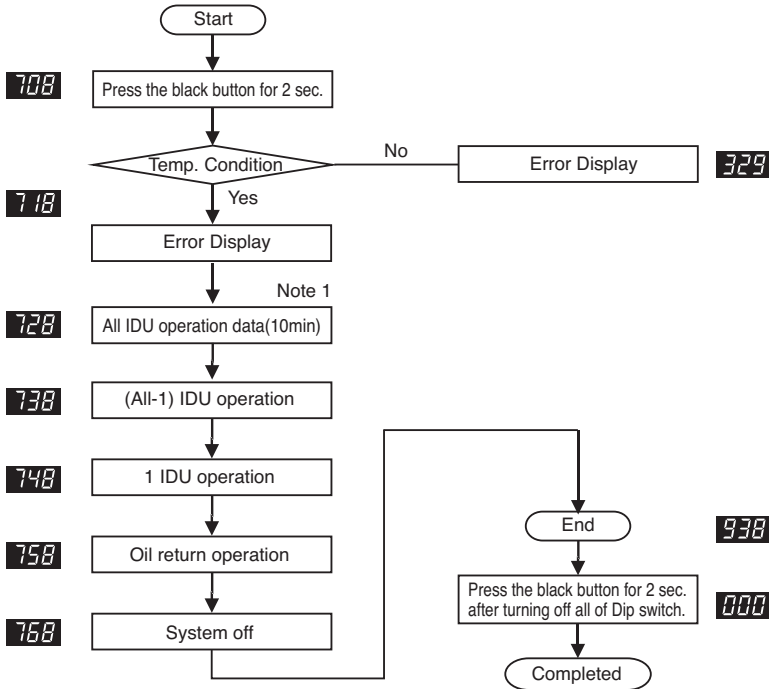 Start
708
Press the black button for 2 sec.
Temp. Condition
No
Error Display
329
718
Yes
Error Display
Note 1
728
All IDU operation data(10min)
738
(All-1) IDU operation
748
1 IDU operation
758
Oil return operation
768
System off
End
938
Press the black button for 2 sec.
after turning off all of Dip switch.
000
Completed